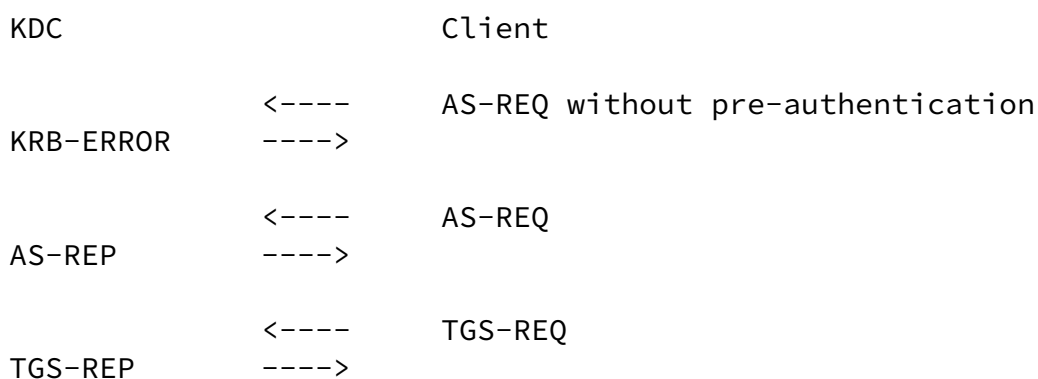 KDC                  Client
            <----     AS-REQ without pre-authentication
KRB-ERROR   ---->
            <----     AS-REQ
AS-REP      ---->
            <----     TGS-REQ
TGS-REP     ---->